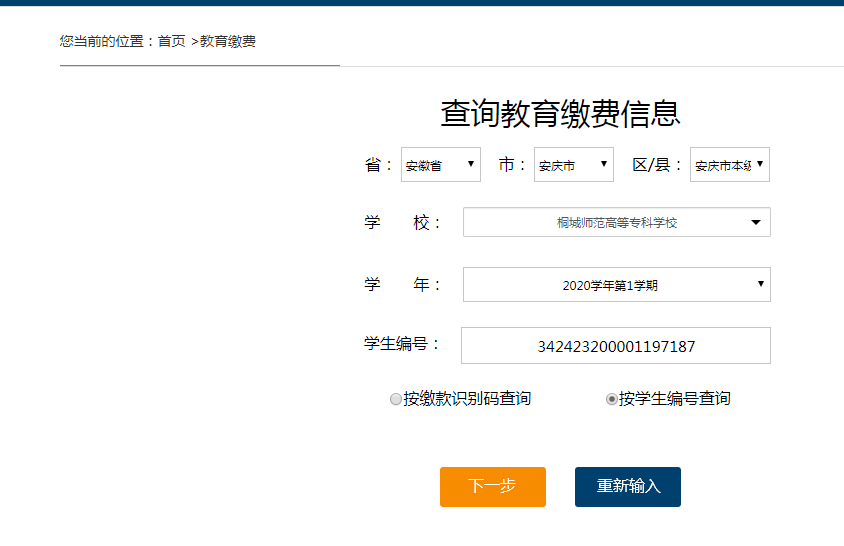 您当前的位置：首页 >教育缴费
查询教育缴费信息
省： 安徽省 市： 安庆市 区/县： 安庆市本级
学 校： 桐城师范高等专科学校
学 年： 2020学年第1学期
学生编号： 342423200001197187
按缴款识别码查询 按学生编号查询
下一步 重新输入